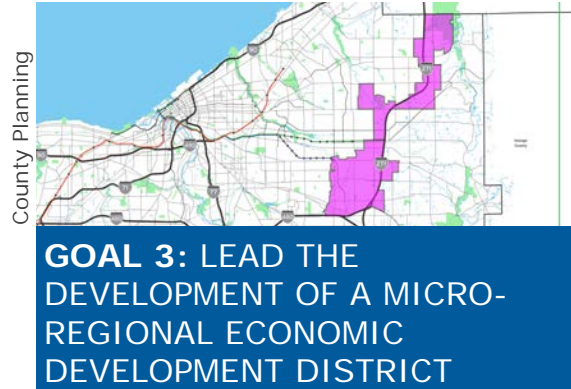 County Planning
GOAL 3: LEAD THE
DEVELOPMENT OF A MICRO-
REGIONAL ECONOMIC
DEVELOPMENT DISTRICT